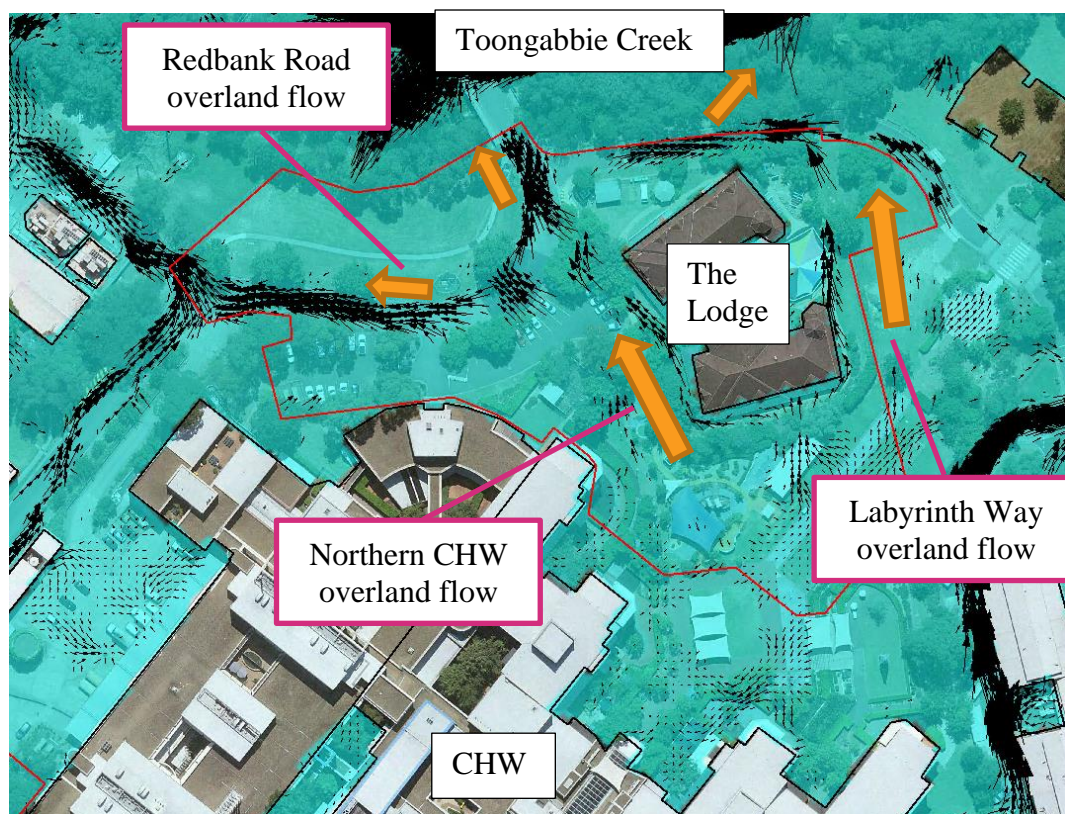 Toongabbie Creek
Redbank Road
overland flow
The
Lodge
Labyrinth Way
overland flow
Northern CHW
overland flow
CHW